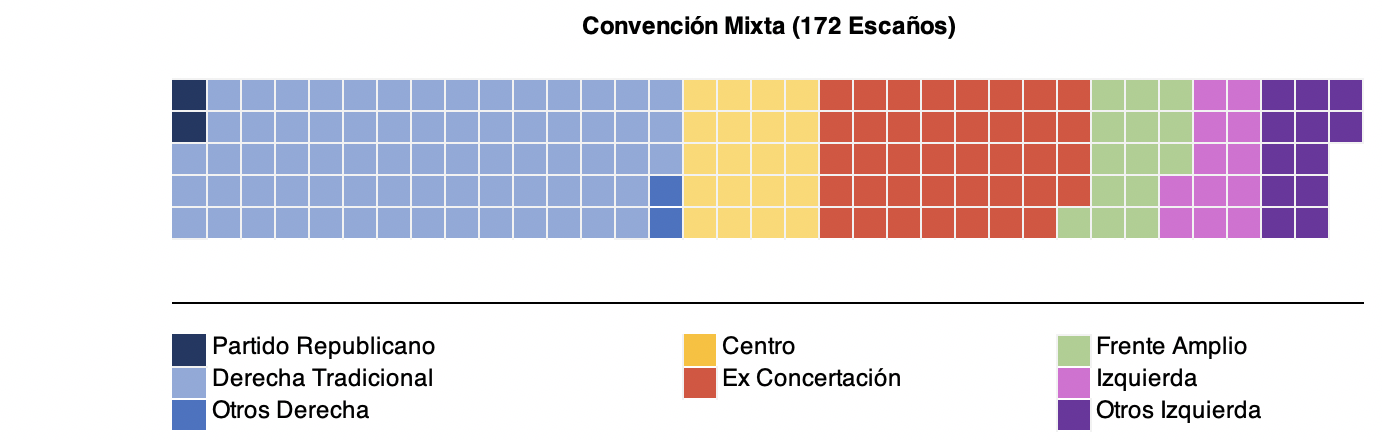 Convención Mixta (172 Escaños)
Partido Republicano
Derecha Tradicional
Otros Derecha
Centro
Ex Concertación
Frente Amplio
Izquierda
Otros Izquierda